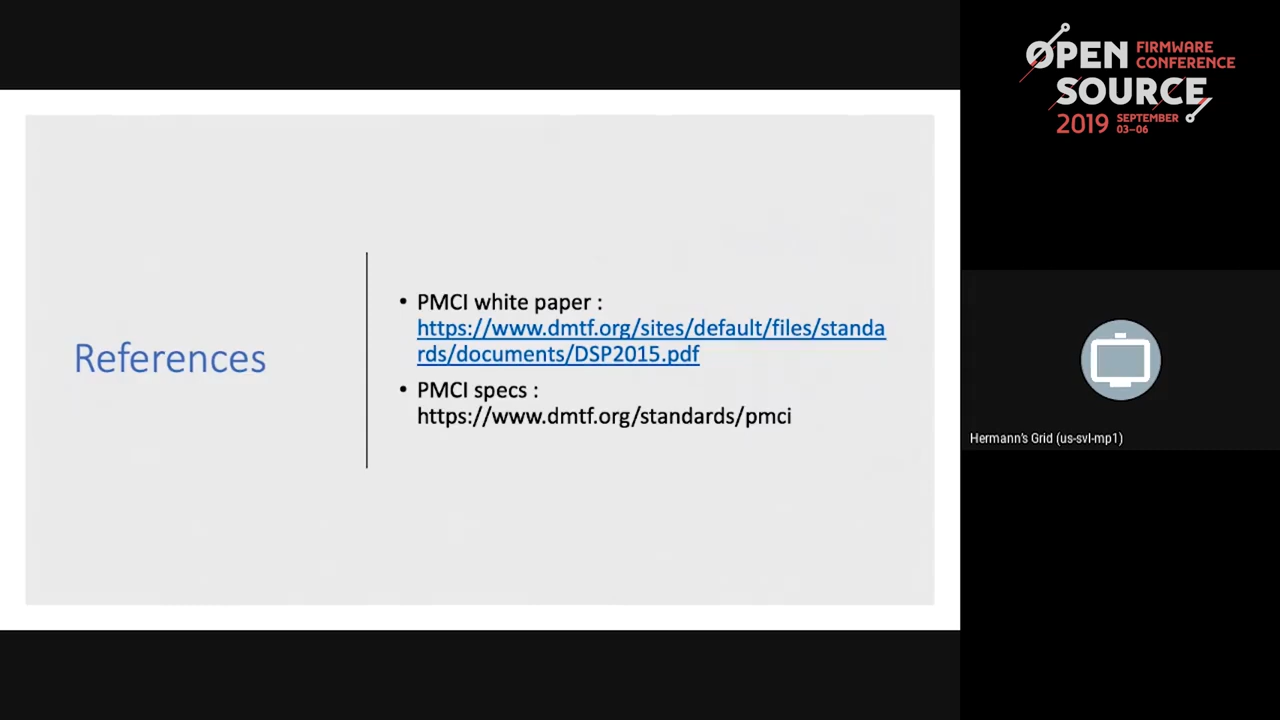 References
• PMCI white paper :
https://www.dmtf.org/sites/default/files/standa
rds/documents/DSP2015.pdf
• PMCI specs :
https://www.dmtf.org/standards/pmci
OPEN FIRMWARE
CONFERENCE
SOURCE
2019 SEPTEMBER
03–06
Hermann's Grid (us-svl-mp1)